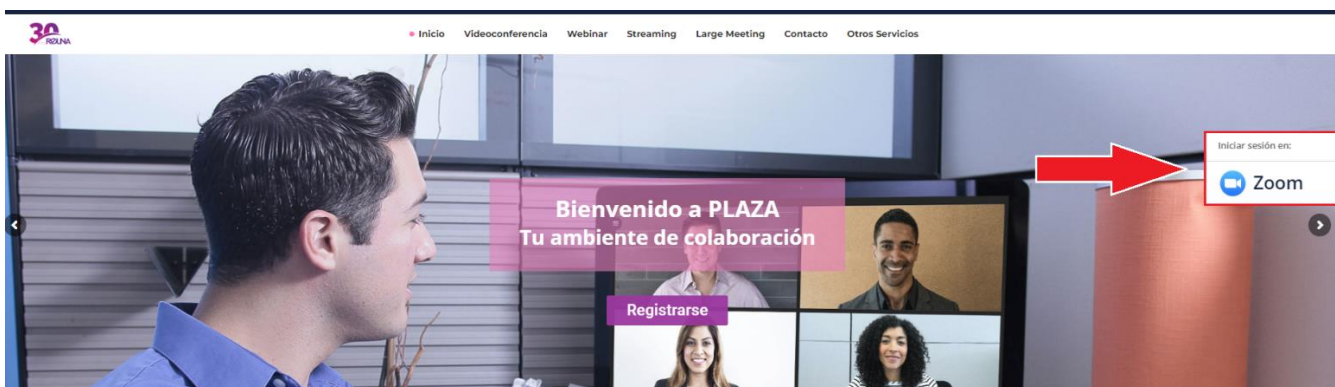 30
REUNA
Inicio Videoconferencia Webinar Streaming Large Meeting Contacto Otros Servicios
Iniciar sesión en:
Zoom
Bienvenido a PLAZA
Tu ambiente de colaboración
Registrarse